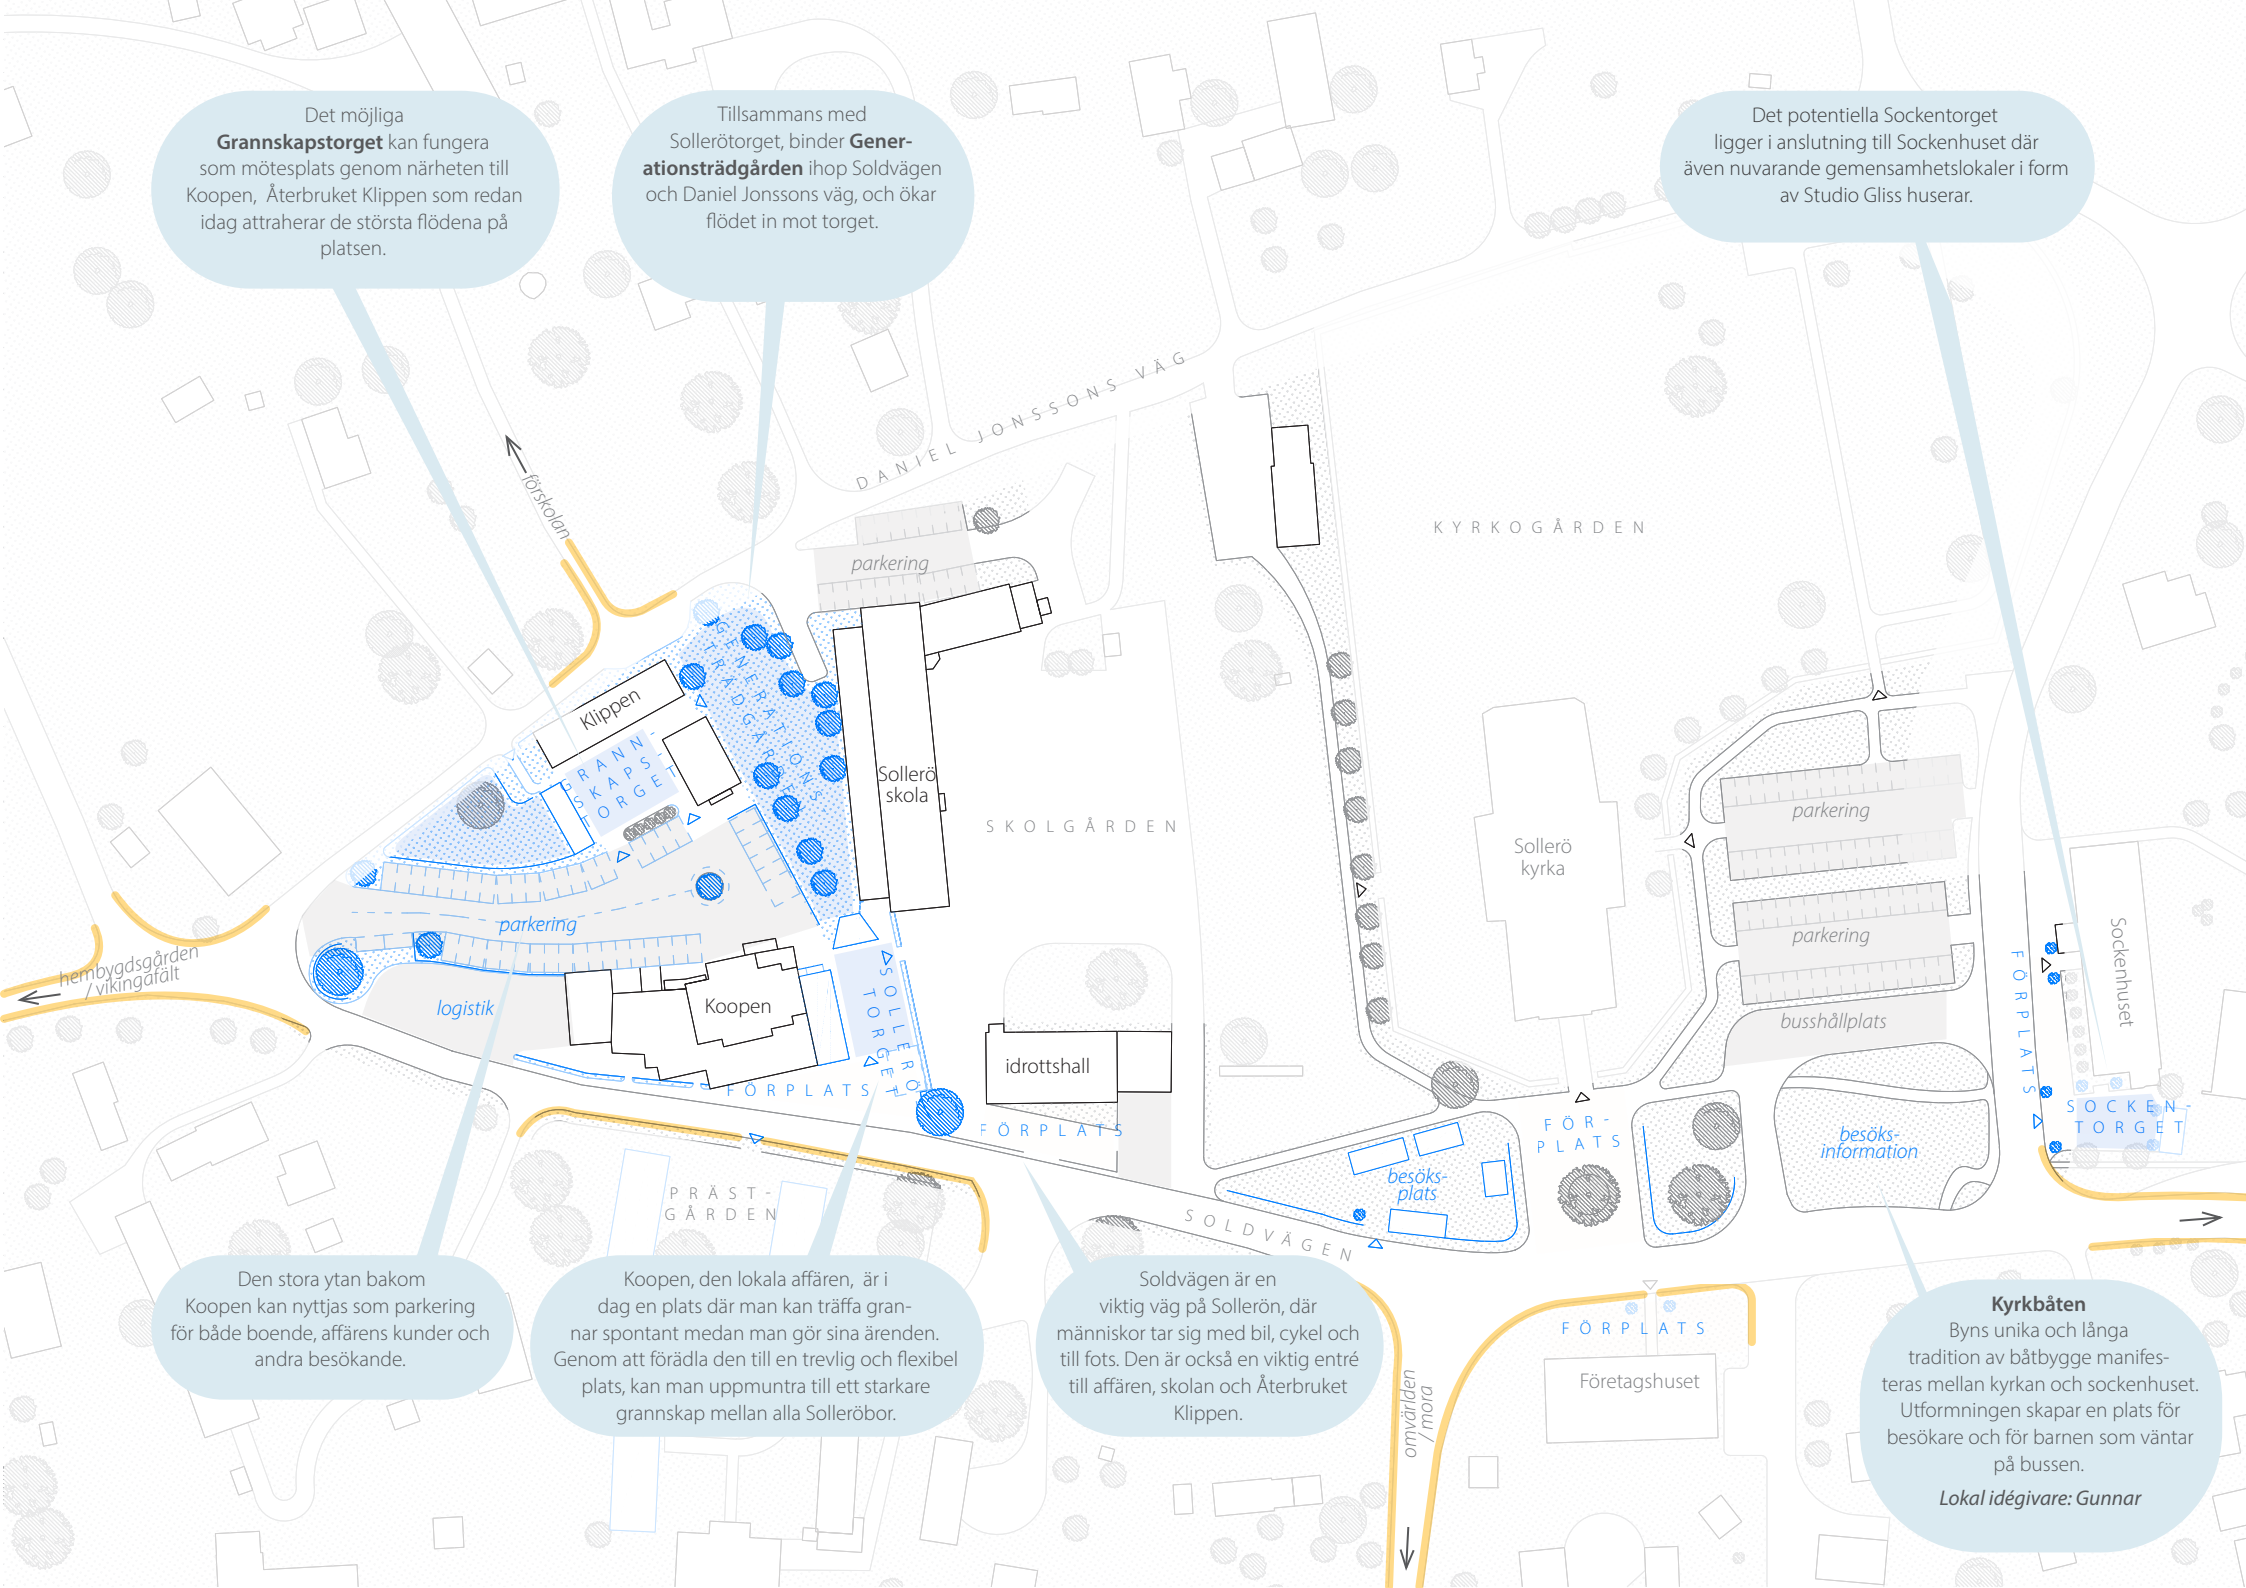 Det möjliga
Grannskapstorget kan fungera
som mötesplats genom närheten till
Koopen, Återbruket Klippen som redan
idag attraherar de största flödena på
platsen.
Tillsammans med
Sollerötorget, binder Gener-
ationsträdgården ihop Soldvägen
och Daniel Jonssons väg, och ökar
flödet in mot torget.
Det potentiella Sockentorget
ligger i anslutning till Sockenhuset där
även nuvarande gemensamhetslokaler i form
av Studio Gliss huserar.
DANIEL JONSSONS VÄG
förskolan
KYRKOGÅRDEN
parkering
GENERATIONS-
TRÄDGÅRDEN
Klippen
GRANN-
SKAPS-
TORGET
Sollerö
skola
SKOLGÅRDEN
Sollerö
kyrka
parkering
parkering
busshållplats
parkering
logistik
hembygdsgården
/ vikingafält
Koopen
SOLLERÖ-
TORGET
FÖRPLATS
idrottshall
FÖRPLATS
FÖR-
PLATS
besöks-
plats
besöks-
information
FÖRPLATS
Sockenhuset
SOCKEN-
TORGET
PRÄST-
GÅRDEN
SOLDVÄGEN
FÖRPLATS
Företagshuset
omvärlden
/ mora
Den stora ytan bakom
Koopen kan nyttjas som parkering
för både boende, affärens kunder och
andra besökande.
Koopen, den lokala affären, är i
dag en plats där man kan träffa gran-
nar spontant medan man gör sina ärenden.
Genom att förädla den till en trevlig och flexibel
plats, kan man uppmuntra till ett starkare
grannskap mellan alla Solleröbor.
Soldvägen är en
viktig väg på Sollerön, där
människor tar sig med bil, cykel och
till fots. Den är också en viktig entré
till affären, skolan och Återbruket
Klippen.
Kyrkbåten
Byns unika och långa
tradition av båtbygge manifes-
teras mellan kyrkan och sockenhuset.
Utformningen skapar en plats för
besökare och för barnen som väntar
på bussen.
Lokal idégivare: Gunnar